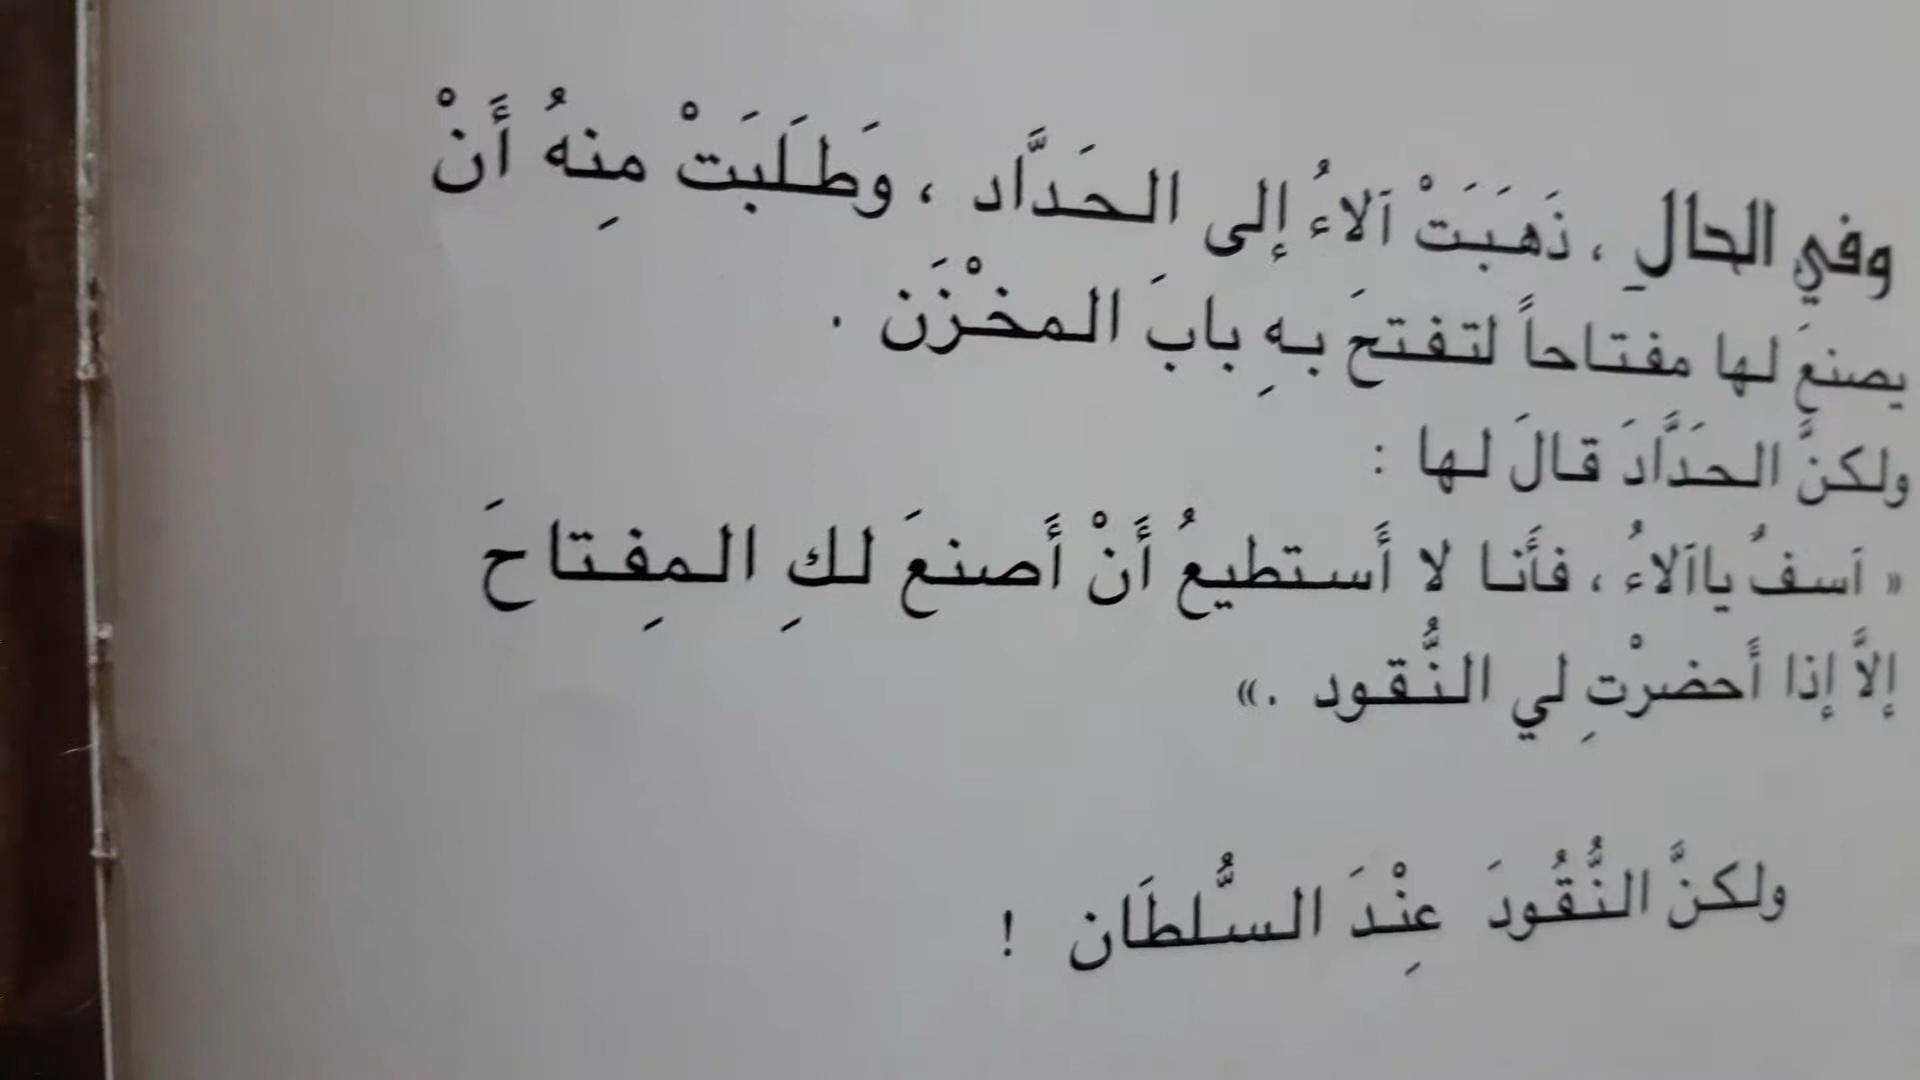 وفي الحالِ ، ذَهَبَتْ آلاءُ إلى الحَدَّاد ، وَطلَبَتْ مِنهُ أَنْ
يصنعَ لها مفتاحاً لتفتحَ بهِ بابَ المخْزَن .
ولكنَّ الحَدَّادَ قالَ لها :
« آسفٌ ياآلاءُ ، فأَنا لا أَستطيعُ أَنْ أَصنعَ لكِ المِفتاحَ
إلاَّ إذا أَحضرْتِ لي النُّقود .»
ولكنَّ النُّقُودَ عِنْدَ السُّلطَان !